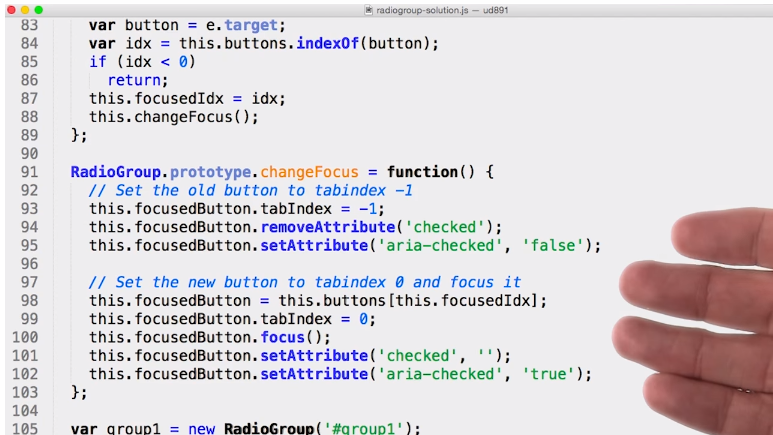 radiogroup-solution.js — ud891
83 var button = e.target;
84 var idx = this.buttons.indexOf(button);
85 if (idx < 0)
86 return;
87 this.focusedIdx = idx;
88 this.changeFocus();
89 };
90
91 RadioGroup.prototype.changeFocus = function() {
92 // Set the old button to tabindex -1
93 this.focusedButton.tabIndex = -1;
94 this.focusedButton.removeAttribute('checked');
95 this.focusedButton.setAttribute('aria-checked', 'false');
96
97 // Set the new button to tabindex 0 and focus it
98 this.focusedButton = this.buttons[this.focusedIdx];
99 this.focusedButton.tabIndex = 0;
100 this.focusedButton.focus();
101 this.focusedButton.setAttribute('checked', '');
102 this.focusedButton.setAttribute('aria-checked', 'true');
103 };
104
105 var group1 = new RadioGroup('#group1');